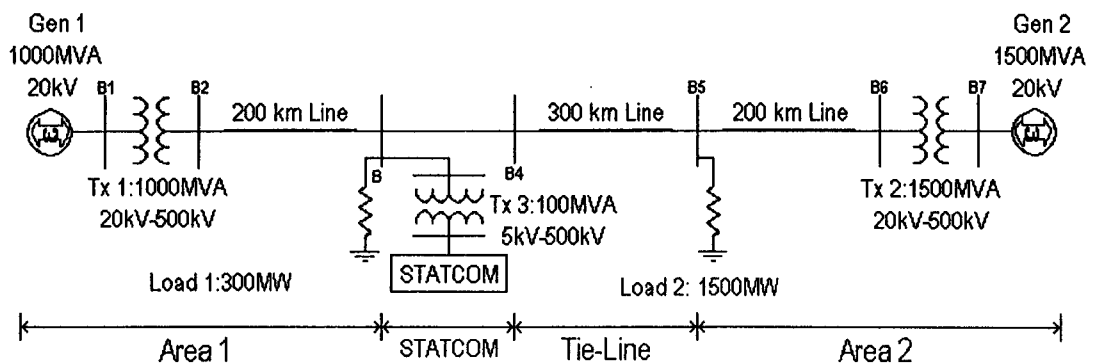 Gen 1
1000MVA
20kV
Gen 2
1500MVA
20kV
B1
B2
B5
B6
B7
200 km Line
300 km Line
200 km Line
B
B4
Tx 1:1000MVA
20kV-500kV
Tx 3:100MVA
5kV-500kV
Tx 2:1500MVA
20kV-500kV
STATCOM
Load 1:300MW
Load 2: 1500MW
Area 1
STATCOM
Tie-Line
Area 2